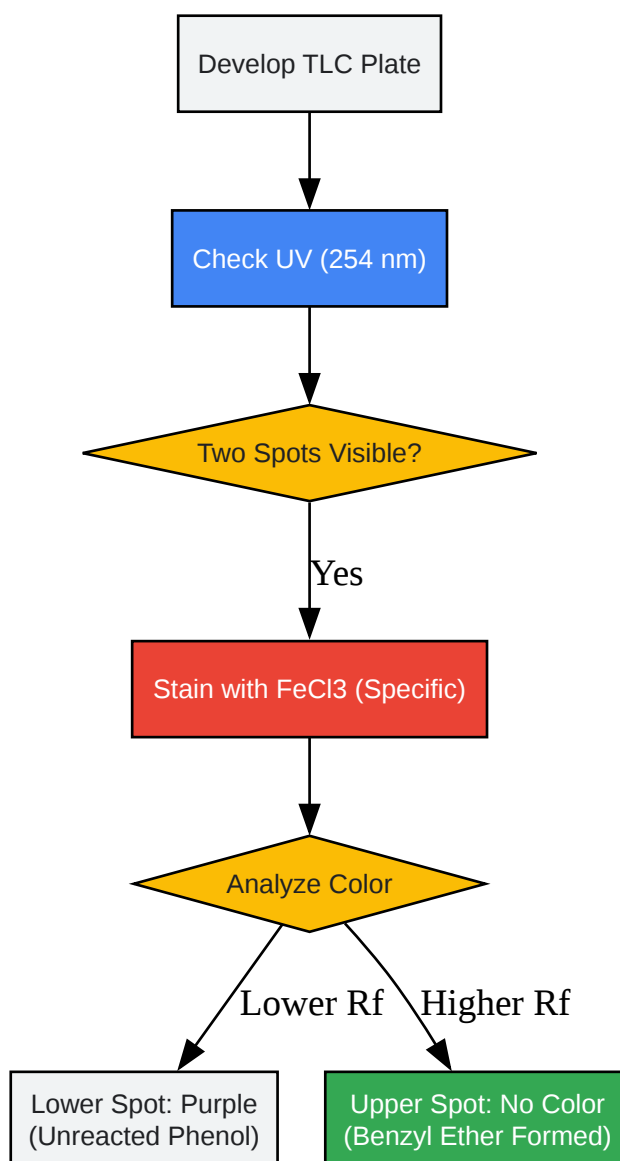 Develop TLC Plate
Check UV (254 nm)
Two Spots Visible?
Yes
Stain with FeCl3 (Specific)
Analyze Color
Lower Rf
Higher Rf
Lower Spot: Purple
(Unreacted Phenol)
Upper Spot: No Color
(Benzyl Ether Formed)